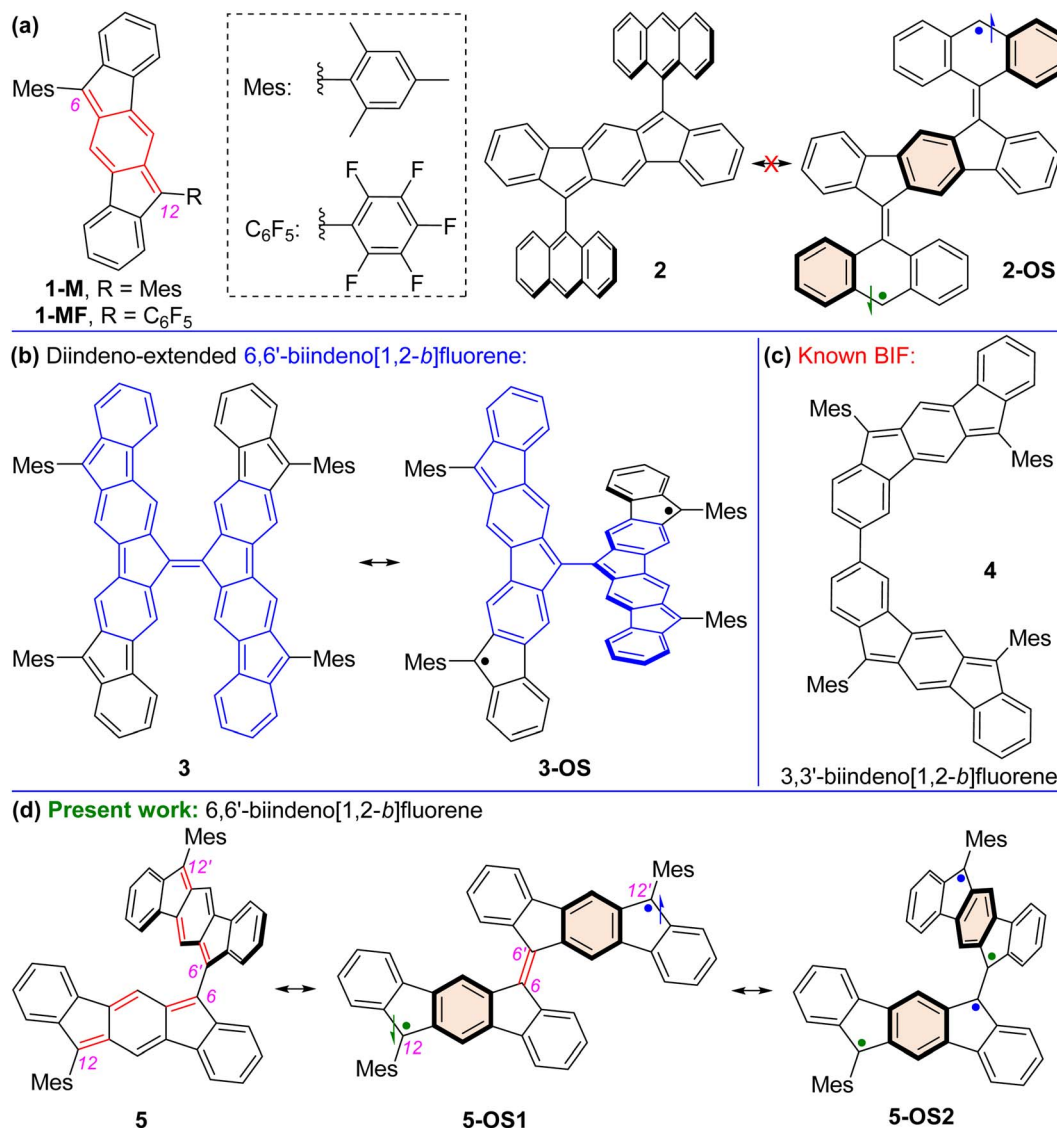 (a)
Mes
6
12
R
1-M, R = Mes
1-MF, R = C6F5
Mes:
C6F5:
F
F
F
F
F
2
X
2-OS
(b) Diindeno-extended 6,6'-biindeno[1,2-b]fluorene:
Mes
Mes
Mes
Mes
3
Mes
Mes
Mes
Mes
3-OS
(c) Known BIF:
Mes
Mes
4
Mes
Mes
3,3'-biindeno[1,2-b]fluorene
(d) Present work: 6,6'-biindeno[1,2-b]fluorene
Mes
12'
6'
6
12
Mes
5
Mes
12'
6'
6
12
Mes
5-OS1
Mes
Mes
5-OS2